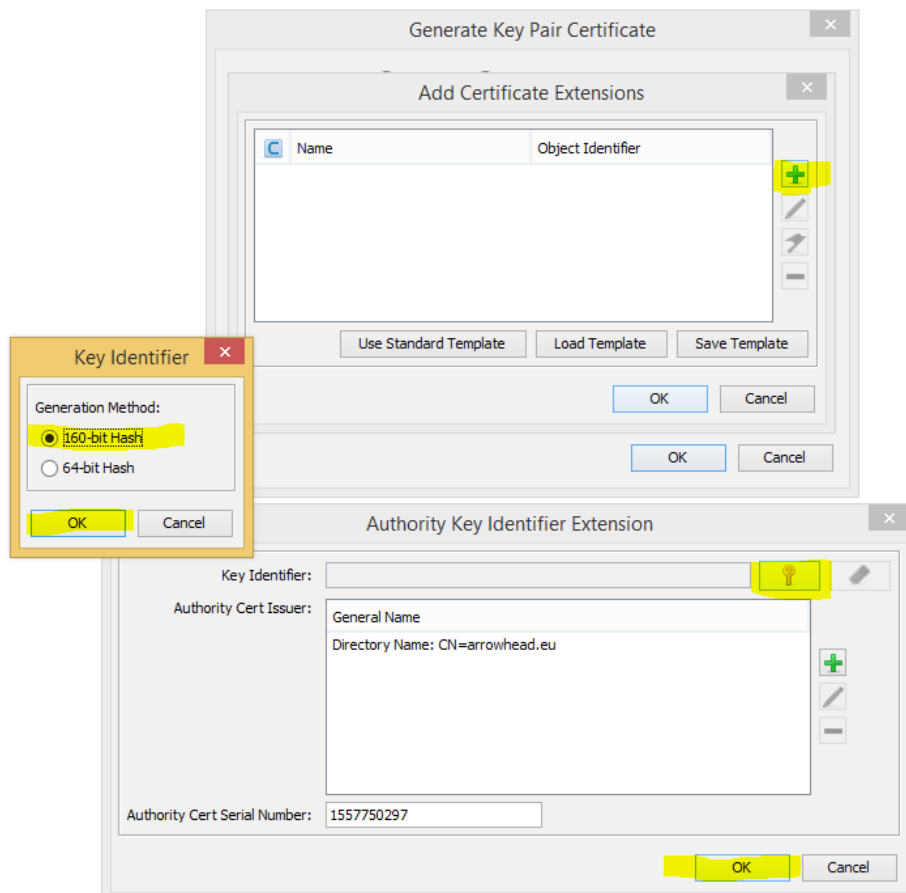 Generate Key Pair Certificate
Add Certificate Extensions
C Name Object Identifier
Use Standard Template Load Template Save Template
OK Cancel
OK Cancel
Key Identifier
Generation Method:
160-bit Hash
64-bit Hash
OK Cancel
Authority Key Identifier Extension
Key Identifier:
Authority Cert Issuer:
General Name
Directory Name: CN=arrowhead.eu
Authority Cert Serial Number: 1557750297
OK Cancel